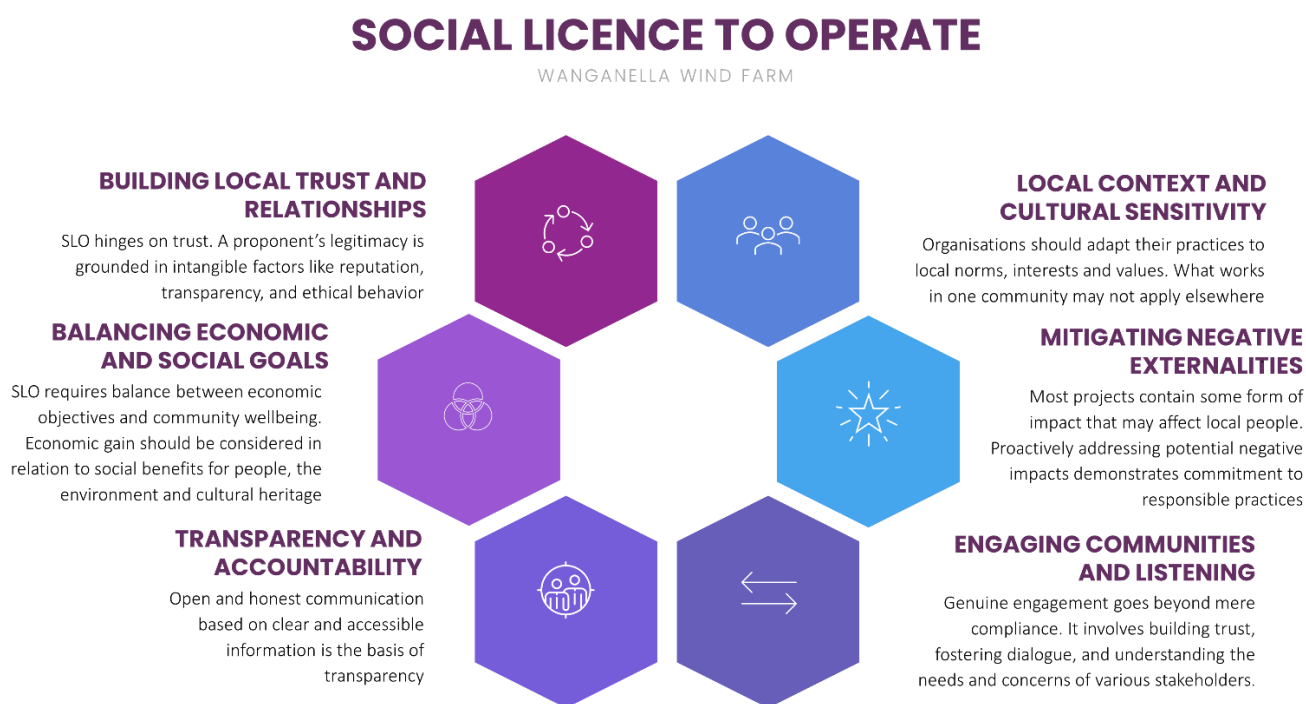 SOCIAL LICENCE TO OPERATE
WANGANELLA WIND FARM
BUILDING LOCAL TRUST AND
RELATIONSHIPS
SLO hinges on trust. A proponent’s legitimacy is
grounded in intangible factors like reputation,
transparency, and ethical behavior
BALANCING ECONOMIC
AND SOCIAL GOALS
SLO requires balance between economic
objectives and community wellbeing.
Economic gain should be considered in
relation to social benefits for people, the
environment and cultural heritage
TRANSPARENCY AND
ACCOUNTABILITY
Open and honest communication
based on clear and accessible
information is the basis of
transparency
LOCAL CONTEXT AND
CULTURAL SENSITIVITY
Organisations should adapt their practices to
local norms, interests and values. What works
in one community may not apply elsewhere
MITIGATING NEGATIVE
EXTERNALITIES
Most projects contain some form of
impact that may affect local people.
Proactively addressing potential negative
impacts demonstrates commitment to
responsible practices
ENGAGING COMMUNITIES
AND LISTENING
Genuine engagement goes beyond mere
compliance. It involves building trust,
fostering dialogue, and understanding the
needs and concerns of various stakeholders.